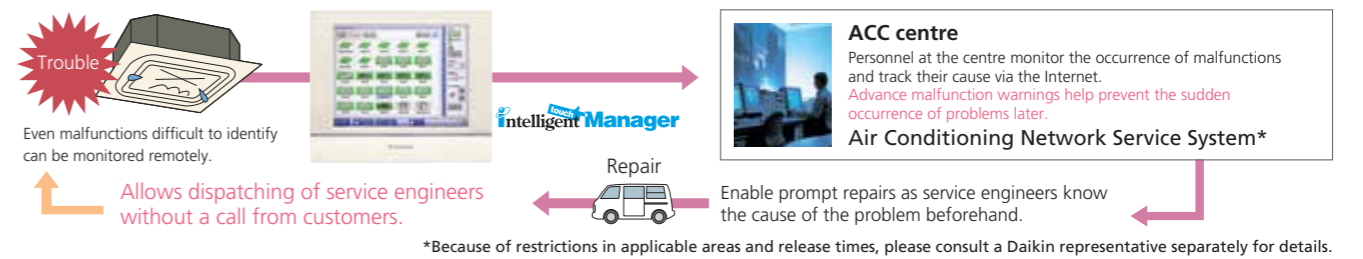 Trouble
Even malfunctions difficult to identify
can be monitored remotely.
intelligent touch Manager
ACC centre
Personnel at the centre monitor the occurrence of malfunctions
and track their cause via the Internet.
Advance malfunction warnings help prevent the sudden
occurrence of problems later.
Air Conditioning Network Service System*
Repair
Enable prompt repairs as service engineers know
the cause of the problem beforehand.
Allows dispatching of service engineers
without a call from customers.
*Because of restrictions in applicable areas and release times, please consult a Daikin representative separately for details.